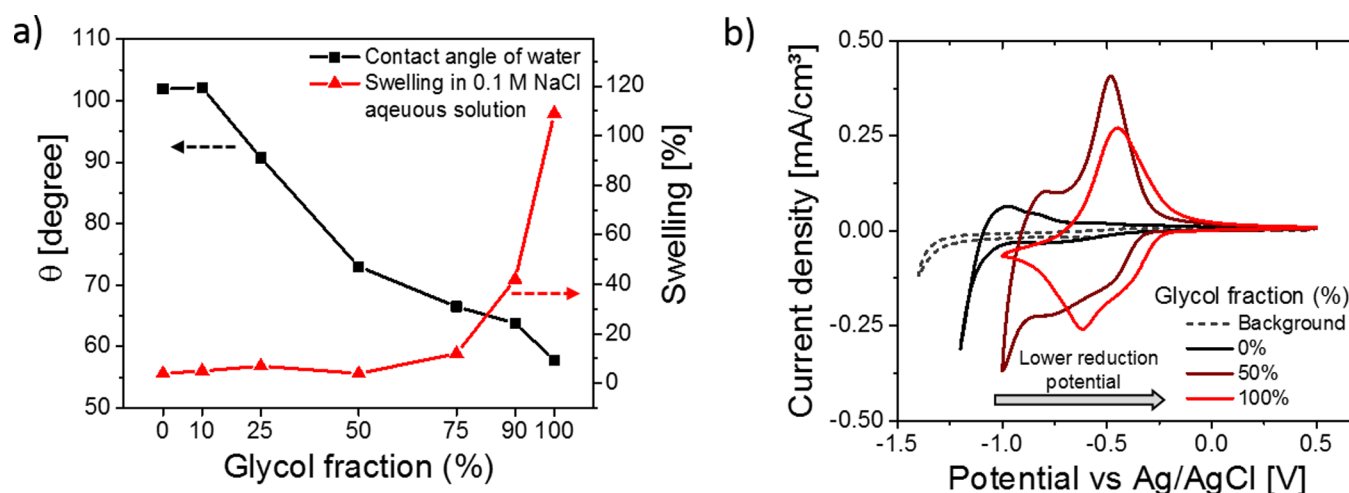 a)
110
100
90
80
70
60
50
θ [degree]
Contact angle of water
Swelling in 0.1 M NaCl
aqeuous solution
120
100
80
60
40
20
0
Swelling [%]
0 10 25 50 75 90 100
Glycol fraction (%)
b)
0.50
0.25
0.00
-0.25
-0.50
Current density [mA/cm³]
Glycol fraction (%)
Background
0%
50%
100%
Lower reduction
potential
-1.5 -1.0 -0.5 0.0 0.5
Potential vs Ag/AgCl [V]